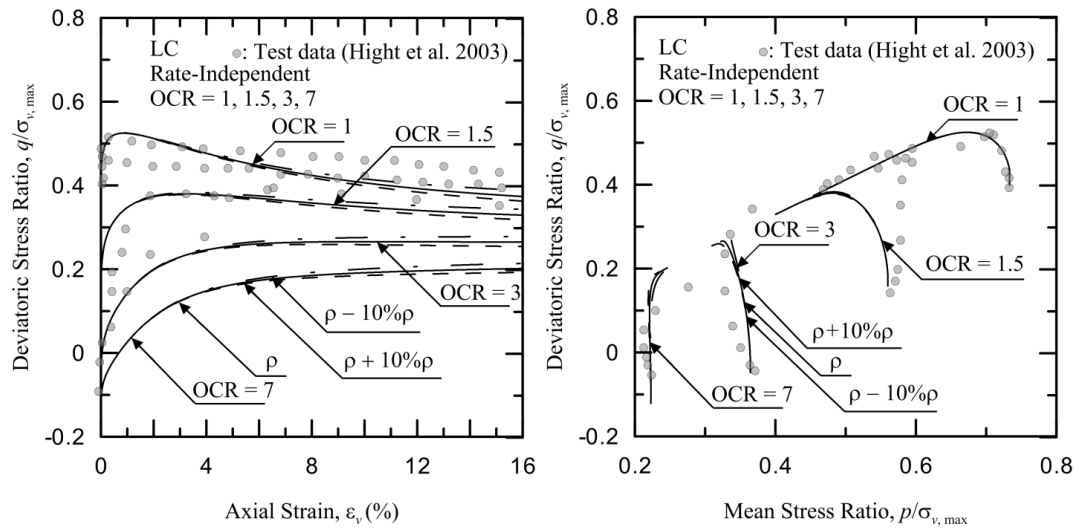 0.8
LC
: Test data (Hight et al. 2003)
Rate-Independent
OCR = 1, 1.5, 3, 7
0.6
OCR = 1
OCR = 1.5
0.4
0.2
OCR = 3
ρ − 10%ρ
0
ρ
ρ + 10%ρ
OCR = 7
-0.2
0 4 8 12 16
Axial Strain, εv (%)
Deviatoric Stress Ratio, q/σv, max
0.8
LC
: Test data (Hight et al. 2003)
Rate-Independent
OCR = 1, 1.5, 3, 7
0.6
OCR = 1
0.4
OCR = 3
0.2
OCR = 1.5
ρ+10%ρ
0
ρ
ρ − 10%ρ
OCR = 7
-0.2
0.2 0.4 0.6 0.8
Mean Stress Ratio, p/σv, max
Deviatoric Stress Ratio, q/σv, max